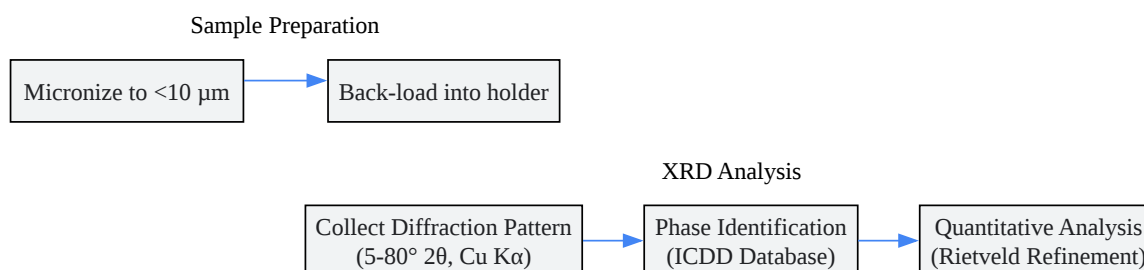 Sample Preparation
Micronize to <10 µm
Back-load into holder
XRD Analysis
Collect Diffraction Pattern
(5-80° 2θ, Cu Kα)
Phase Identification
(ICDD Database)
Quantitative Analysis
(Rietveld Refinement)